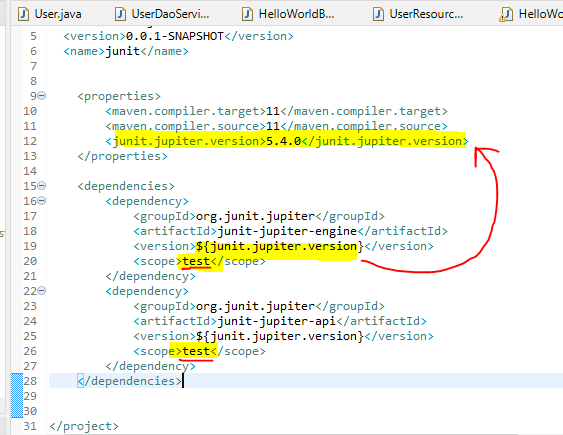 User.java UserDaoServi... HelloWorldB... UserResourc... HelloWo
5 <version>0.0.1-SNAPSHOT</version>
6 <name>junit</name>
7
8
9 <properties>
10 <maven.compiler.target>11</maven.compiler.target>
11 <maven.compiler.source>11</maven.compiler.source>
12 <junit.jupiter.version>5.4.0</junit.jupiter.version>
13 </properties>
14
15 <dependencies>
16 <dependency>
17 <groupId>org.junit.jupiter</groupId>
18 <artifactId>junit-jupiter-engine</artifactId>
19 <version>${junit.jupiter.version}</version>
20 <scope>test</scope>
21 </dependency>
22 <dependency>
23 <groupId>org.junit.jupiter</groupId>
24 <artifactId>junit-jupiter-api</artifactId>
25 <version>${junit.jupiter.version}</version>
26 <scope>test</scope>
27 </dependency>
28 </dependencies>
29
30
31 </project>